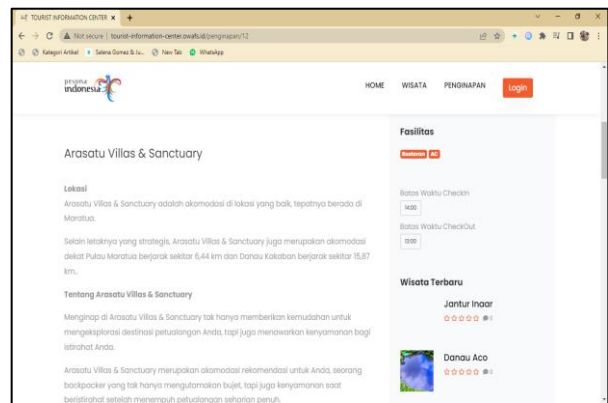 TOURIST INFORMATION CENTER
Not secure | tourist-information-center.owafs.id/penginapan/12
Kategori Artikel
Selena Gomez & Ju...
New Tab
WhatsApp
pesona
indonesia
HOME
WISATA
PENGINAPAN
Login
Arasatu Villas & Sanctuary
Lokasi
Arasatu Villas & Sanctuary adalah akomodasi di lokasi yang baik, tepatnya berada di
Maratua.
Selain letaknya yang strategis, Arasatu Villas & Sanctuary juga merupakan akomodasi
dekat Pulau Maratua berjarak sekitar 6,44 km dan Danau Kakaban berjarak sekitar 15,87
km,.
Tentang Arasatu Villas & Sanctuary
Menginap di Arasatu Villas & Sanctuary tak hanya memberikan kemudahan untuk
mengeksplorasi destinasi petualangan Anda, tapi juga menawarkan kenyamanan bagi
istirahat Anda.
Arasatu Villas & Sanctuary merupakan akomodasi rekomendasi untuk Anda, seorang
backpacker yang tak hanya mengutamakan bujet, tapi juga kenyamanan saat
beristirahat setelah menempuh petualangan seharian penuh.
Fasilitas
Restoran
AC
Batas Waktu CheckIn
14:00
Batas Waktu CheckOut
Wisata Terbaru
Jantur Inaar
0
Danau Aco
0